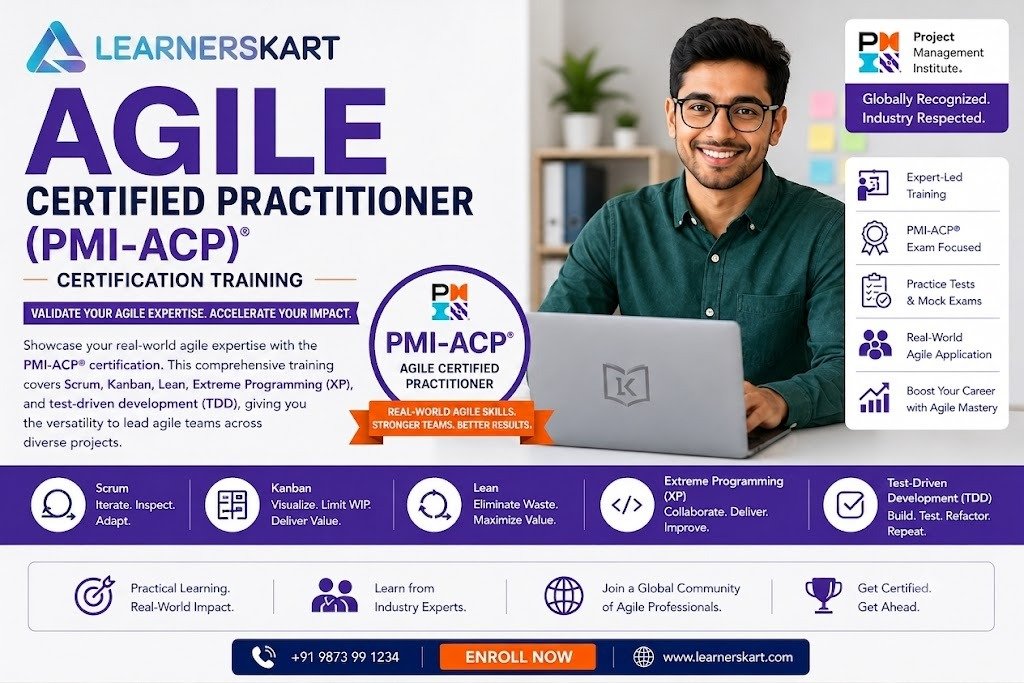 LEARNERSKART
AGILE
CERTIFIED PRACTITIONER
(PMI-ACP)®
CERTIFICATION TRAINING
VALIDATE YOUR AGILE EXPERTISE. ACCELERATE YOUR IMPACT.
Showcase your real-world agile expertise with the
PMI-ACP® certification. This comprehensive training
covers Scrum, Kanban, Lean, Extreme Programming (XP),
and test-driven development (TDD), giving you
the versatility to lead agile teams across
diverse projects.
PMI-ACP®
AGILE CERTIFIED
PRACTITIONER
REAL-WORLD AGILE SKILLS.
STRONGER TEAMS. BETTER RESULTS.
Project
Management
Institute.
Globally Recognized.
Industry Respected.
Expert-Led
Training
PMI-ACP®
Exam Focused
Practice Tests
& Mock Exams
Real-World
Agile Application
Boost Your Career
with Agile Mastery
Scrum
Iterate. Inspect.
Adapt.
Kanban
Visualize. Limit WIP.
Deliver Value.
Lean
Eliminate Waste.
Maximize Value.
Extreme Programming
(XP)
Collaborate. Deliver.
Improve.
Test-Driven
Development (TDD)
Build. Test. Refactor.
Repeat.
Practical Learning.
Real-World Impact.
Learn from
Industry Experts.
Join a Global Community
of Agile Professionals.
Get Certified.
Get Ahead.
+91 9873 99 1234
ENROLL NOW
www.learnerskart.com